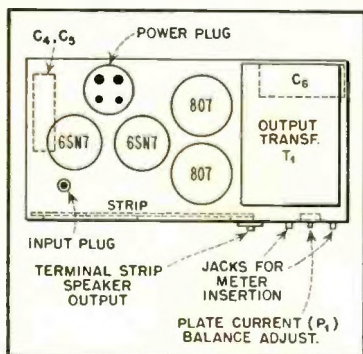 C4, C5
POWER PLUG
C6
807
OUTPUT
TRANSF.
T1
6SN7
6SN7
807
STRIP
INPUT PLUG
TERMINAL STRIP
SPEAKER
OUTPUT
JACKS FOR
METER
INSERTION
PLATE CURRENT (P1)
BALANCE ADJUST.